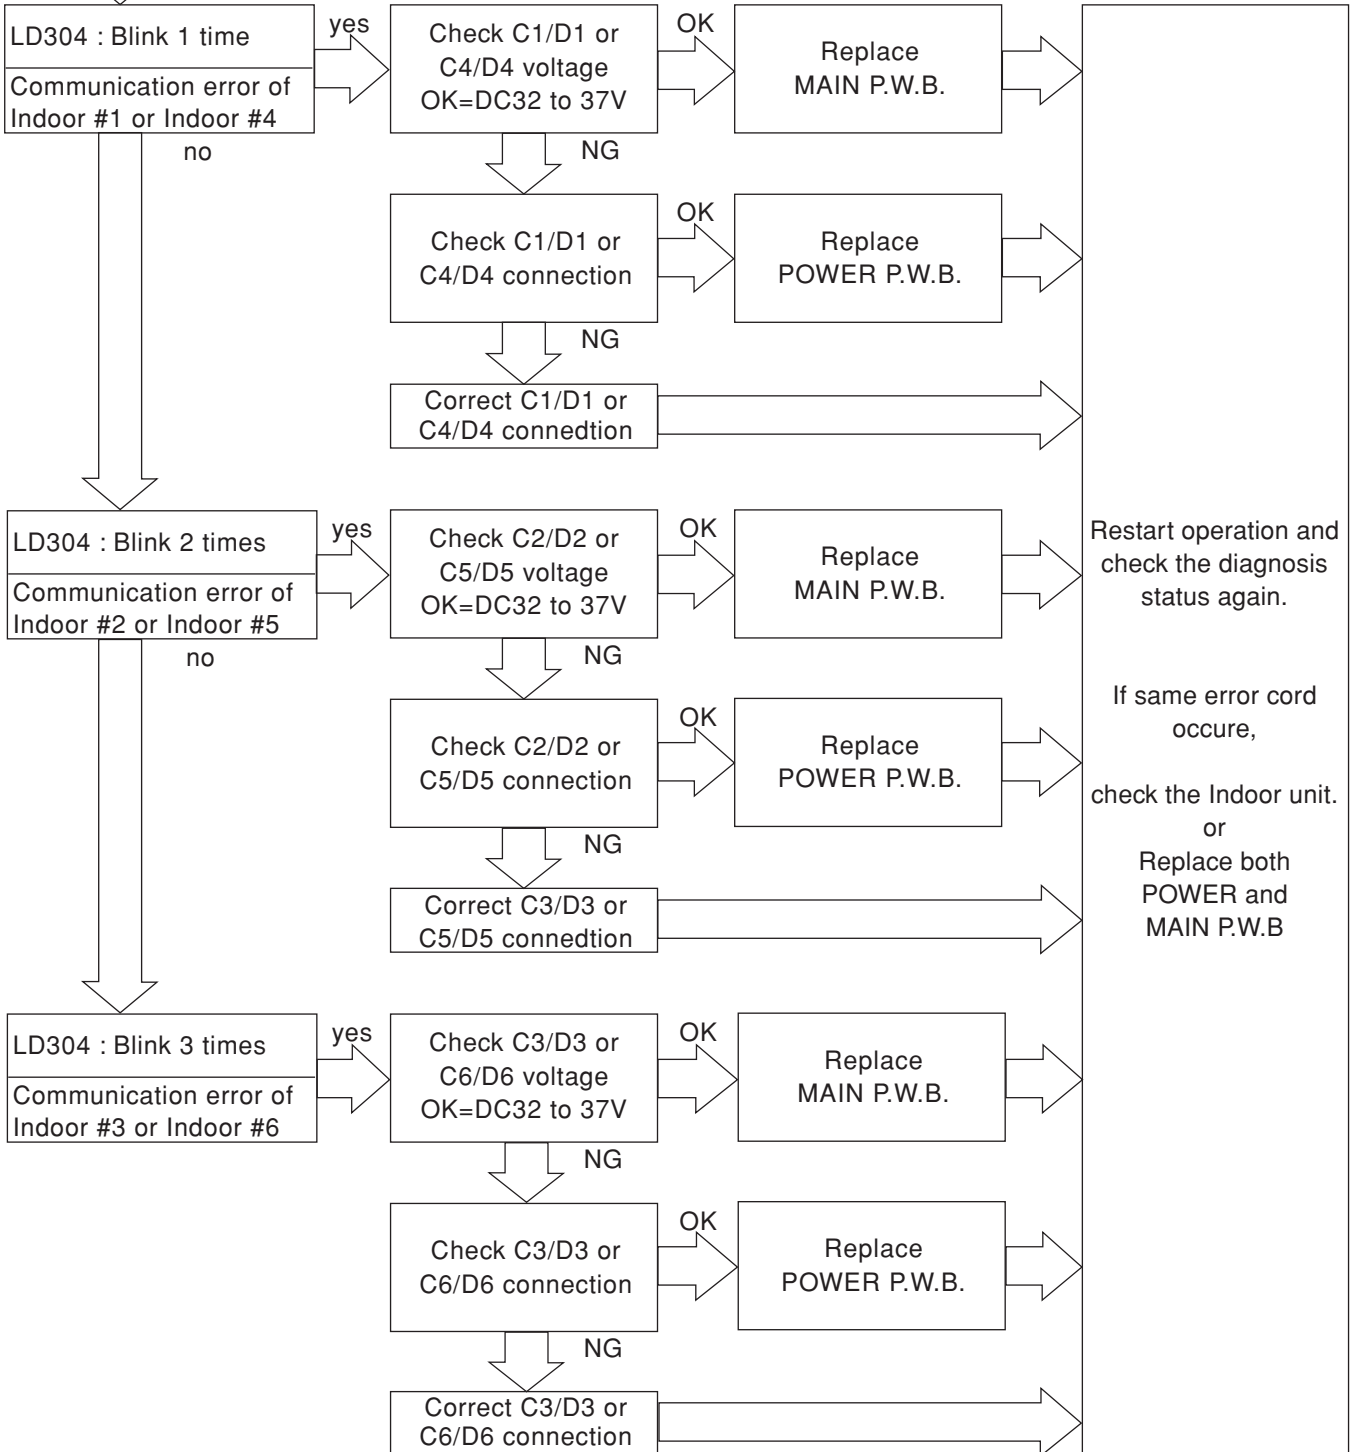 LD304 : Blink 1 time
Communication error of
Indoor #1 or Indoor #4
yes
no
Check C1/D1 or
C4/D4 voltage
OK=DC32 to 37V
OK
NG
Replace
MAIN P.W.B.
Check C1/D1 or
C4/D4 connection
OK
NG
Replace
POWER P.W.B.
Correct C1/D1 or
C4/D4 connedtion
LD304 : Blink 2 times
Communication error of
Indoor #2 or Indoor #5
yes
no
Check C2/D2 or
C5/D5 voltage
OK=DC32 to 37V
OK
NG
Replace
MAIN P.W.B.
Check C2/D2 or
C5/D5 connection
OK
NG
Replace
POWER P.W.B.
Correct C3/D3 or
C5/D5 connedtion
LD304 : Blink 3 times
Communication error of
Indoor #3 or Indoor #6
yes
Check C3/D3 or
C6/D6 voltage
OK=DC32 to 37V
OK
NG
Replace
MAIN P.W.B.
Check C3/D3 or
C6/D6 connection
OK
NG
Replace
POWER P.W.B.
Correct C3/D3 or
C6/D6 connection
Restart operation and
check the diagnosis
status again.
If same error cord
occure,
check the Indoor unit.
or
Replace both
POWER and
MAIN P.W.B